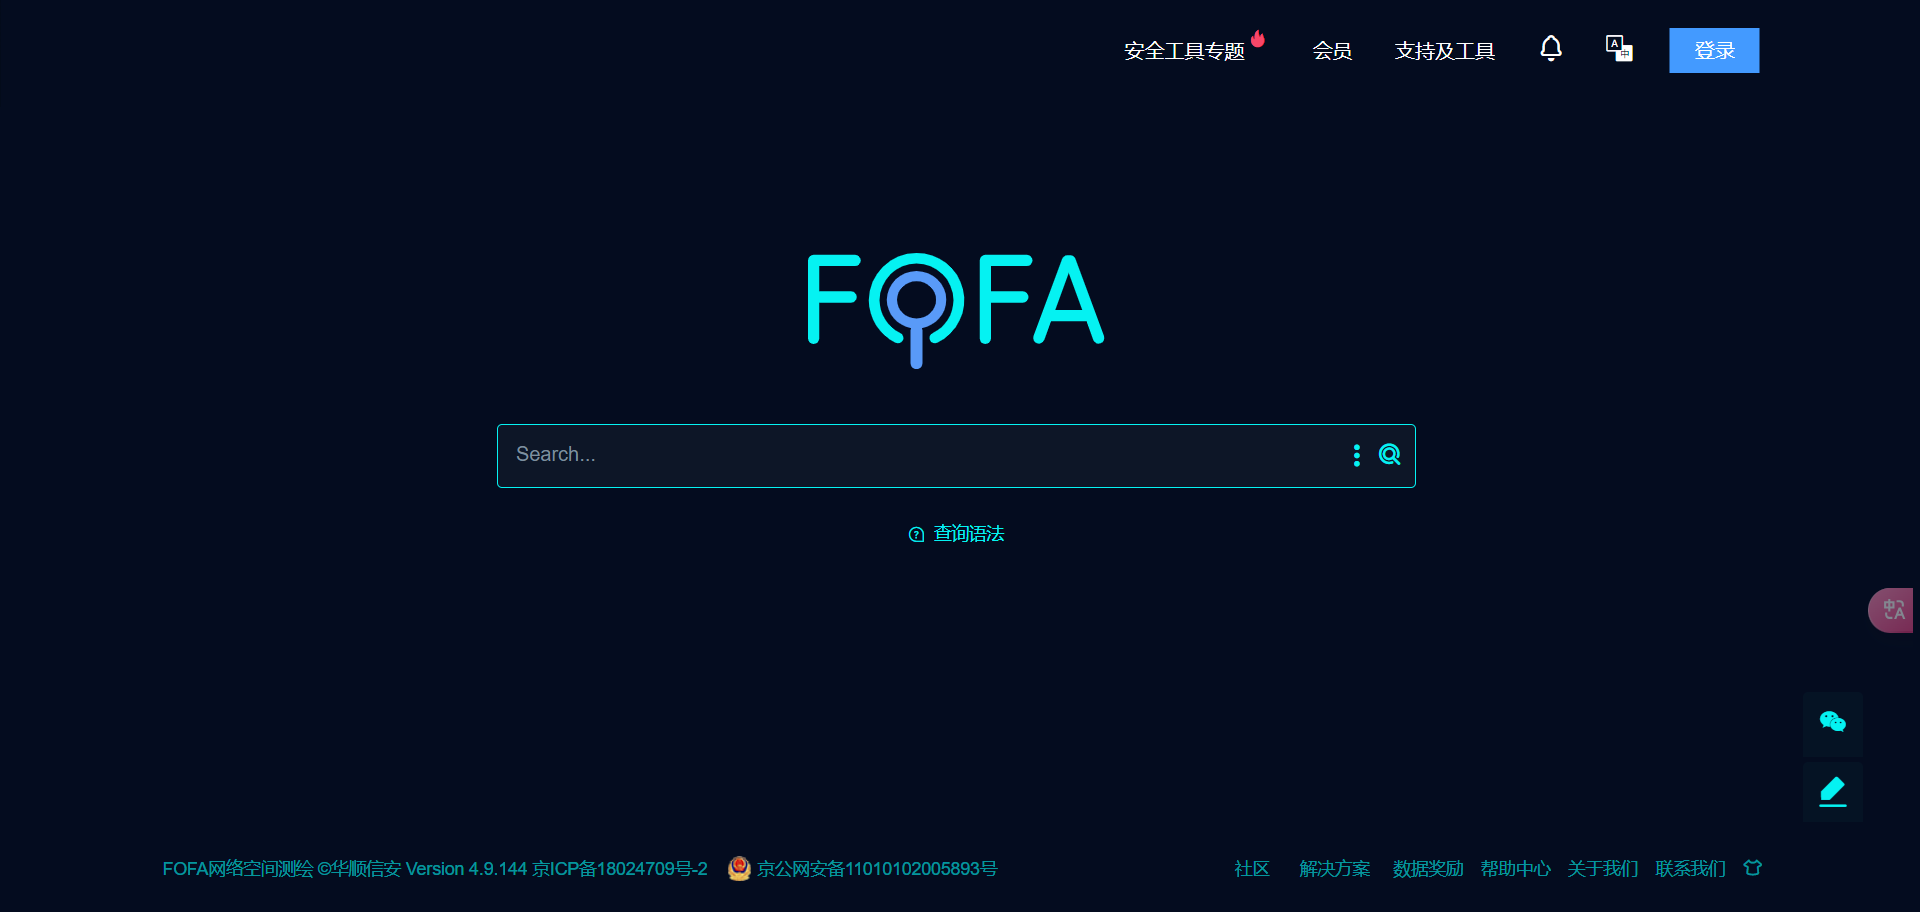 安全工具专题 会员 支持及工具 登录
FOFA
Search...
查询语法
FOFA网络空间测绘 ©华顺信安 Version 4.9.144 京ICP备18024709号-2 京公网安备11010102005893号
社区 解决方案 数据奖励 帮助中心 关于我们 联系我们